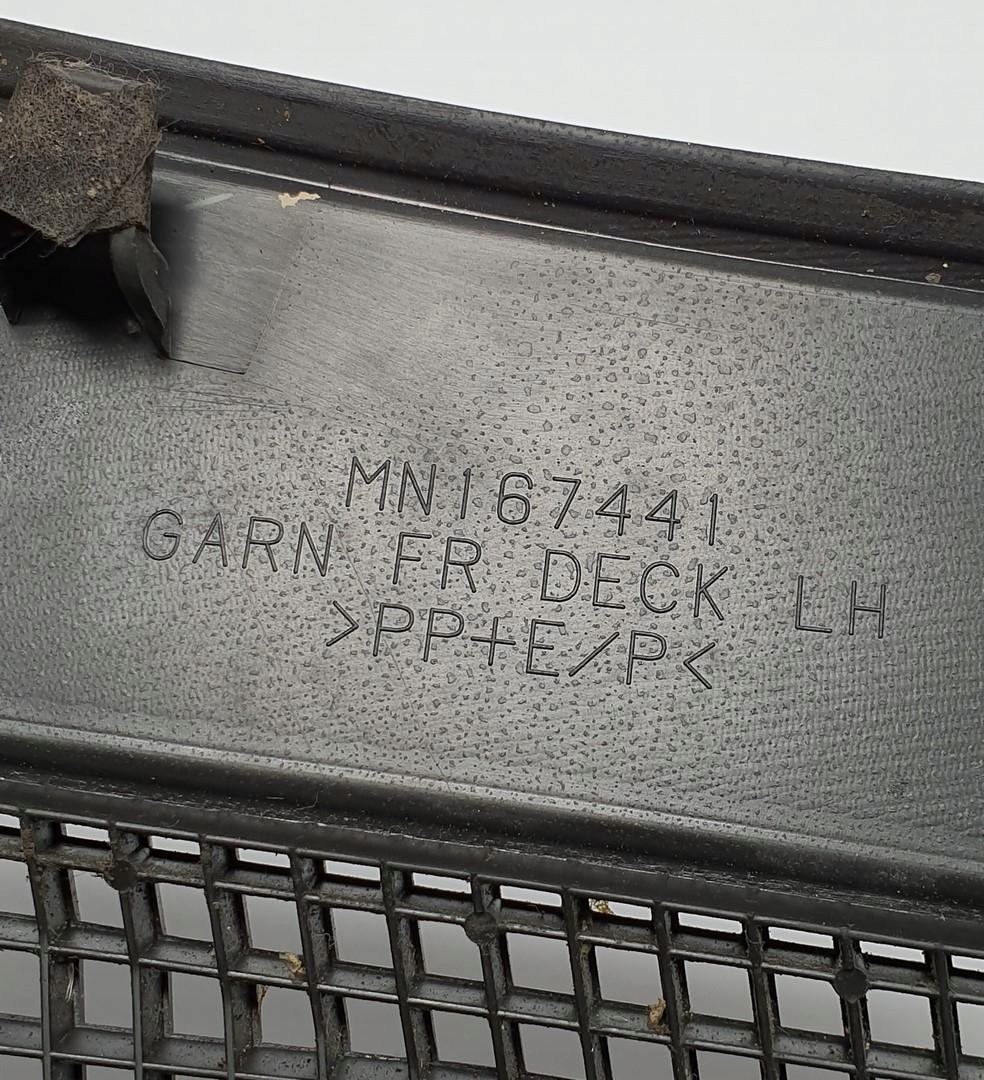 MN167441
GARN FR DECK LH
>PP+E/P<